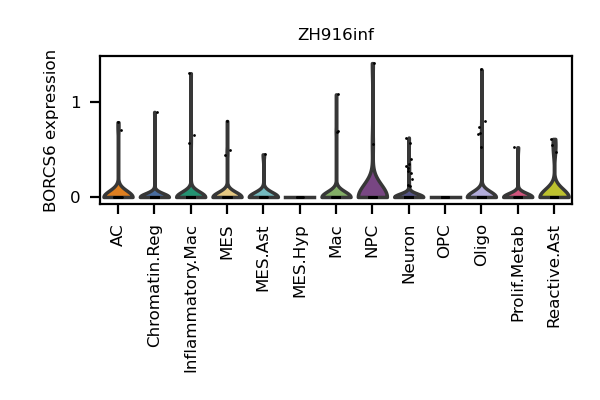 ZH916inf
BORCS6 expression
1
0
AC
Chromatin.Reg
Inflammatory.Mac
MES
MES.Ast
MES.Hyp
Mac
NPC
Neuron
OPC
Oligo
Prolif.Metab
Reactive.Ast